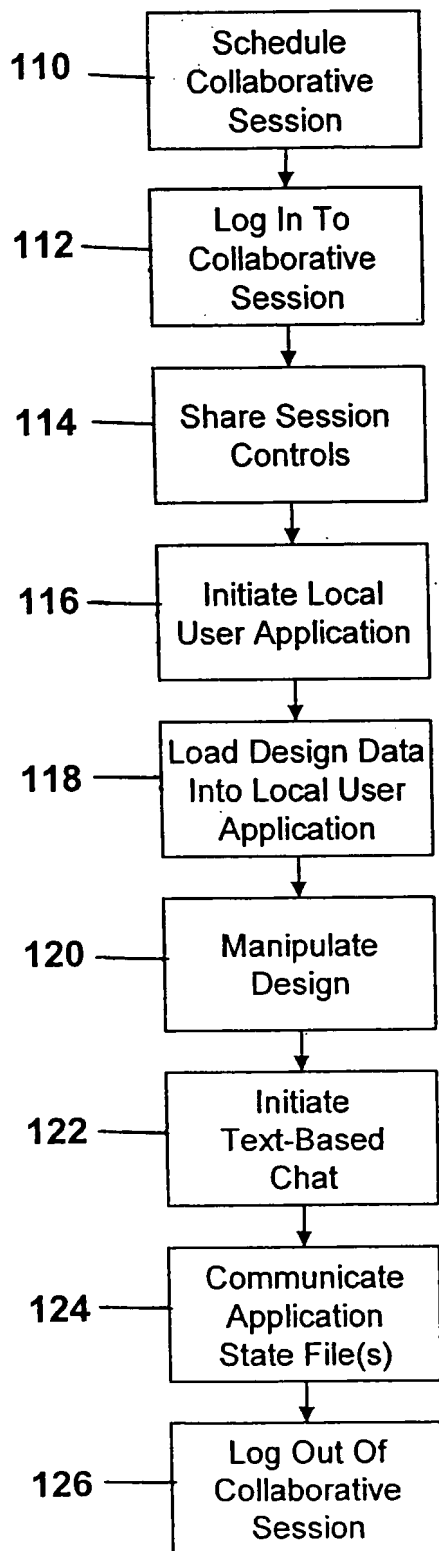 110
Schedule
Collaborative
Session
112
Log In To
Collaborative
Session
114
Share Session
Controls
116
Initiate Local
User Application
118
Load Design Data
Into Local User
Application
120
Manipulate
Design
122
Initiate
Text-Based
Chat
124
Communicate
Application
State File(s)
126
Log Out Of
Collaborative
Session